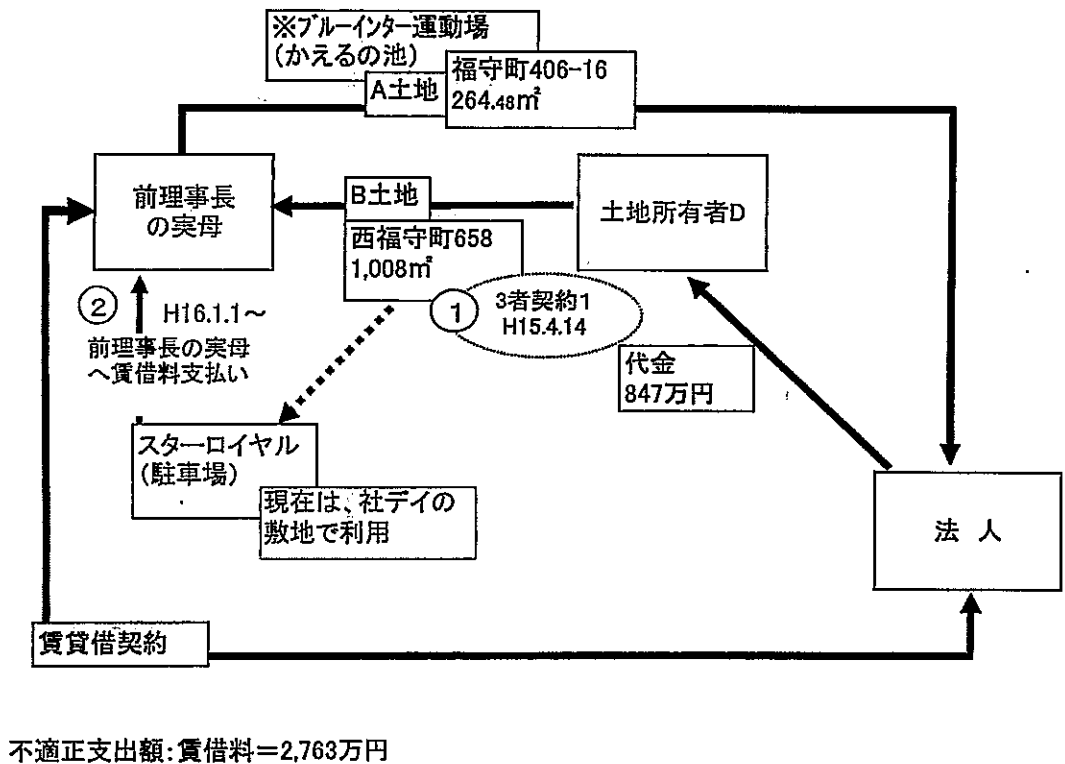 ※ブルーインター運動場
(かえるの池)
A土地
福守町406-16
264.48㎡
前理事長
の実母
B土地
西福守町658
1,008㎡
土地所有者D
① 3者契約1
H15.4.14
② H16.1.1～
前理事長の実母
へ賃借料支払い
代金
847万円
スターロイヤル
(駐車場)
現在は、社デイの
敷地で利用
法 人
賃貸借契約
不適正支出額:賃借料＝2,763万円